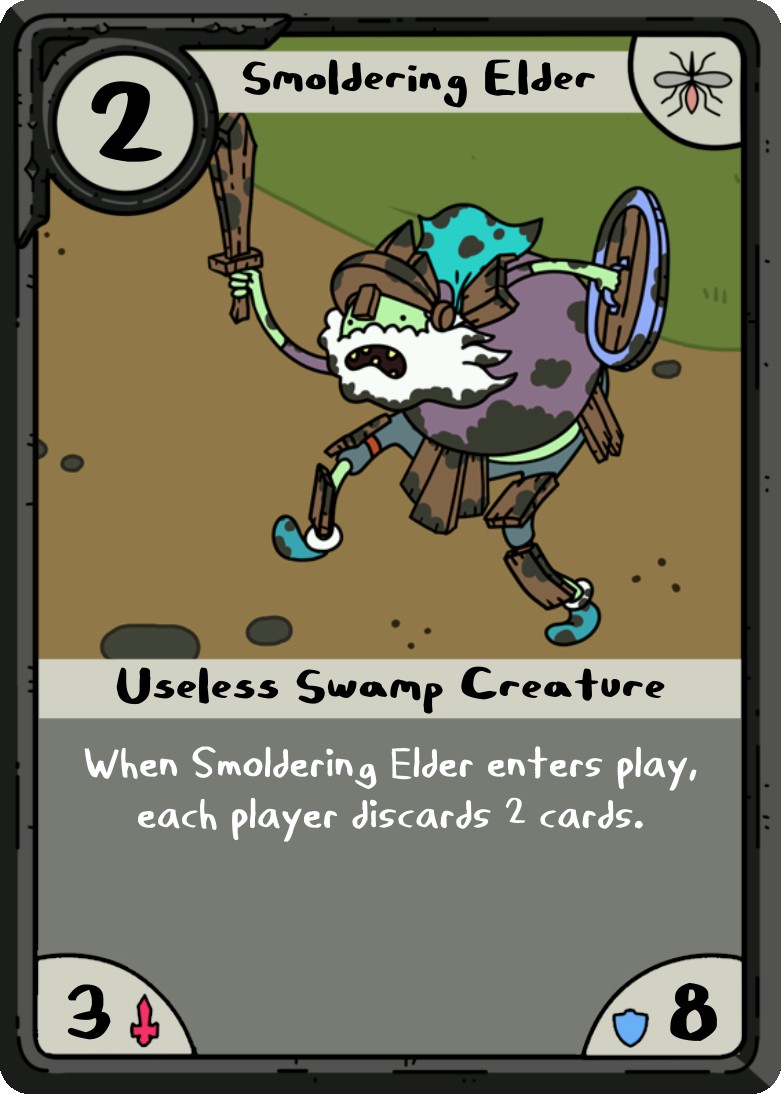 2
Smoldering Elder
Useless Swamp Creature
When Smoldering Elder enters play,
each player discards 2 cards.
3
8